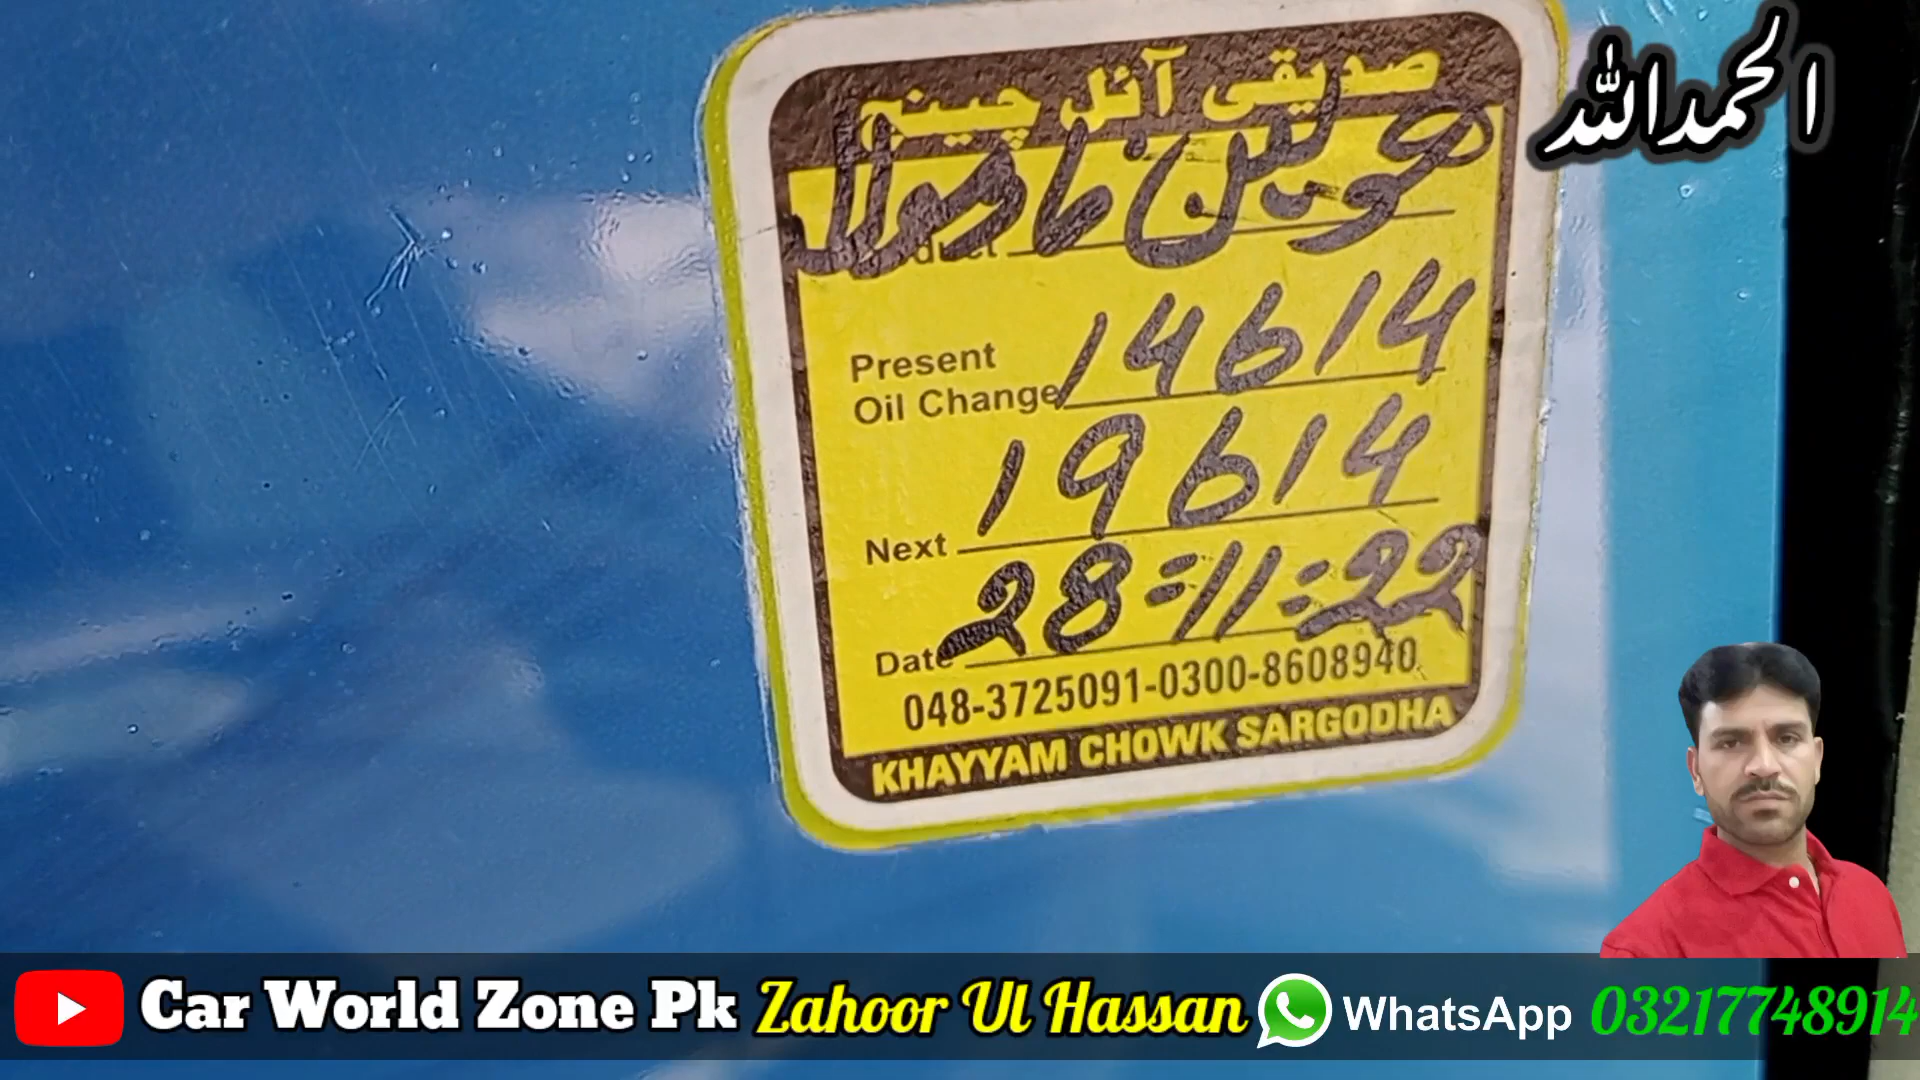 الحمدالله
صدیقی آئل چینج
Present
Oil Change 14614
Next 19614
Date 28=11:22
048-3725091-0300-8608940
KHAYYAM CHOWK SARGODHA
Car World Zone Pk Zahoor Ul Hassan WhatsApp 03217748914